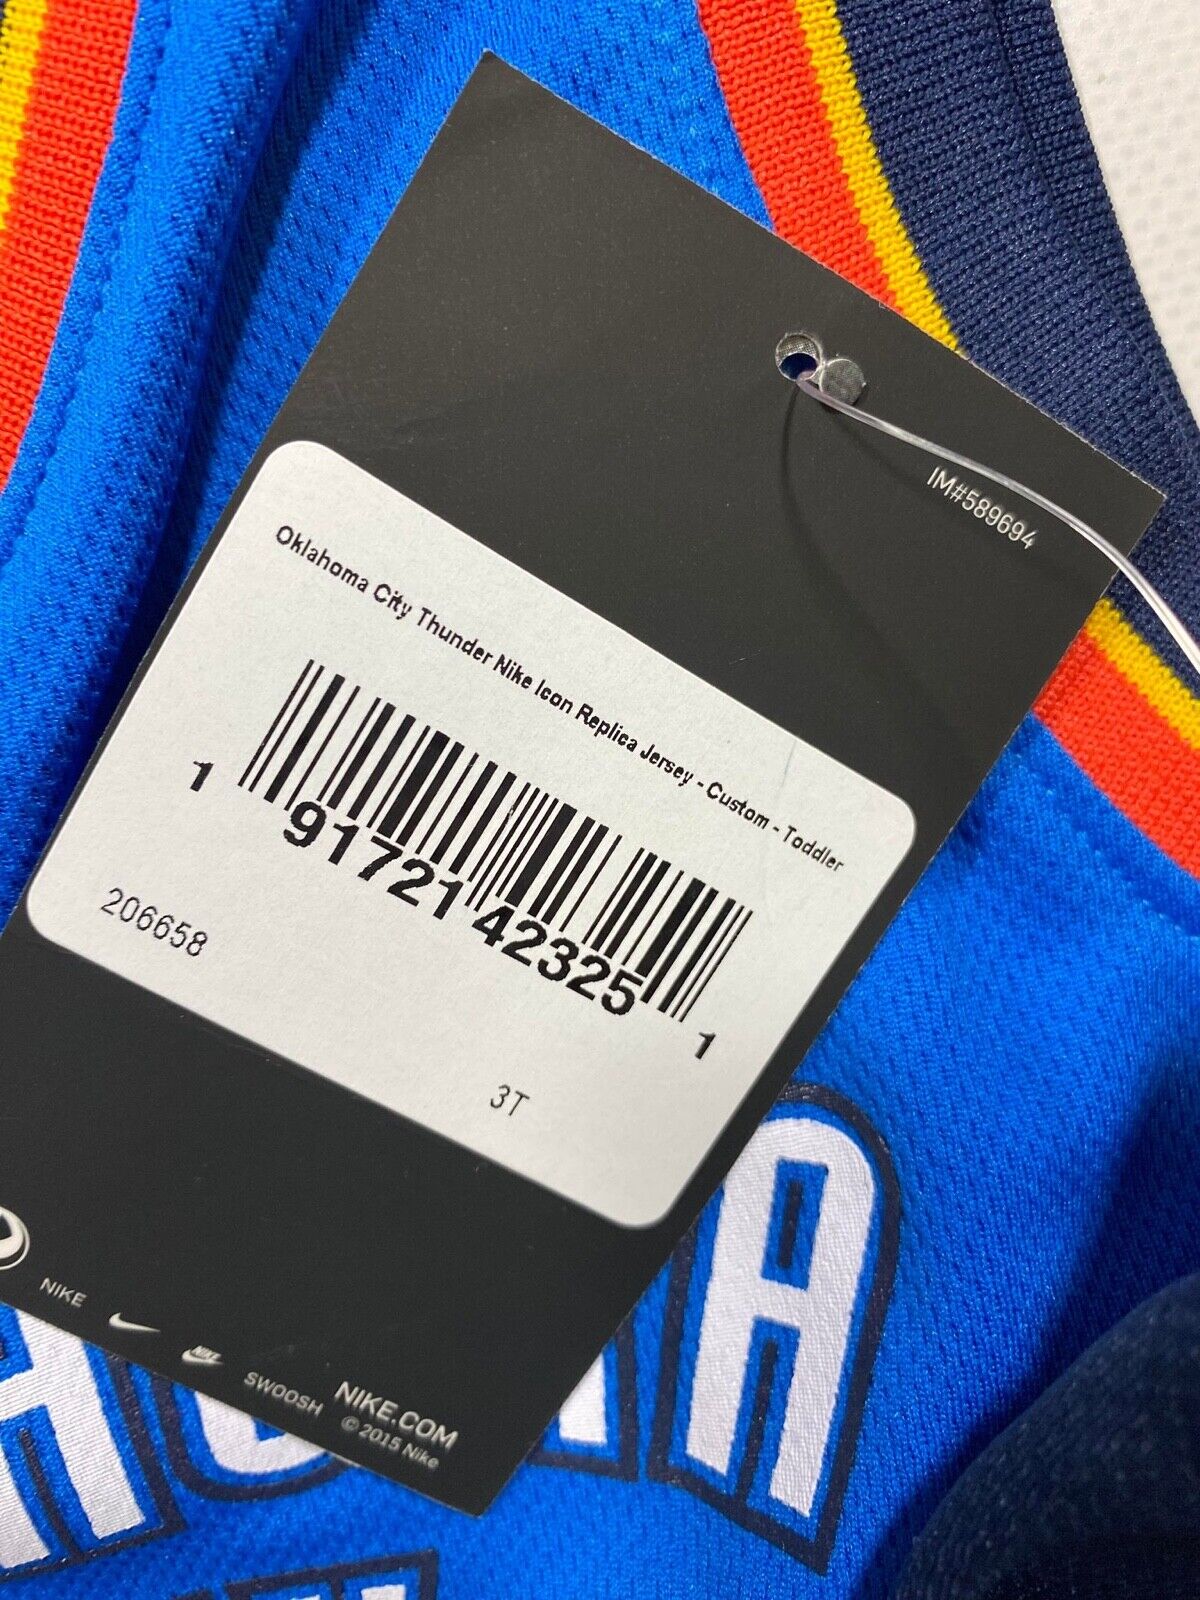 IM#589694
Oklahoma City Thunder Nike Icon Replica Jersey - Custom - Toddler
1 91721 42325 1
206658
3T
NIKE
NIKE
SWOOSH
NIKE.COM
© 2015 Nike